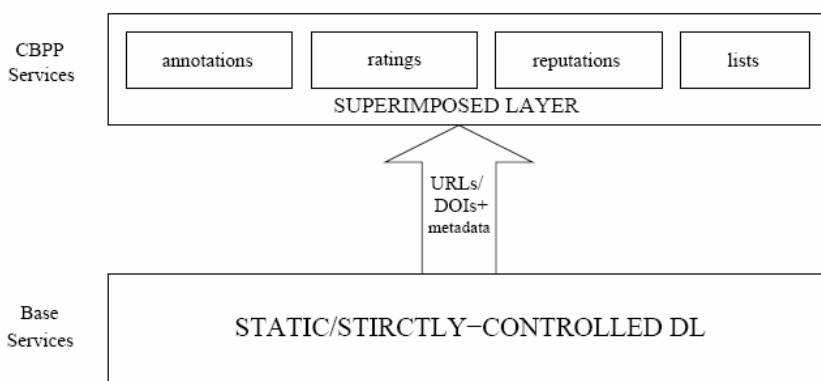 CBPP
Services
annotations
ratings
reputations
lists
SUPERIMPOSED LAYER
URLs/
DOIs+
metadata
Base
Services
STATIC/STIRCTLY−CONTROLLED DL